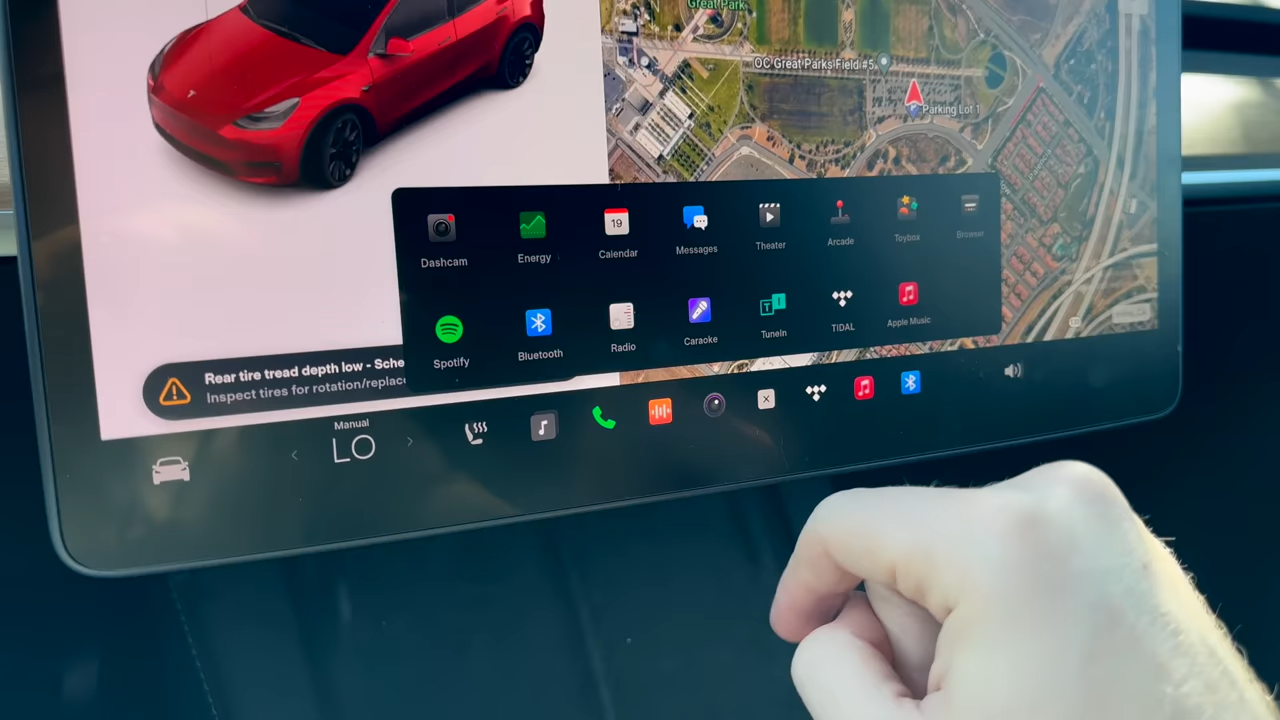 Great Park
OC Great Parks Field #5
Parking Lot 1
Dashcam
Energy
19
Calendar
Messages
Theater
Arcade
Toybox
Browser
Spotify
Bluetooth
Radio
Caraoke
T I
TuneIn
TIDAL
Apple Music
Rear tire tread depth low - Sche
Inspect tires for rotation/replac
Manual
LO